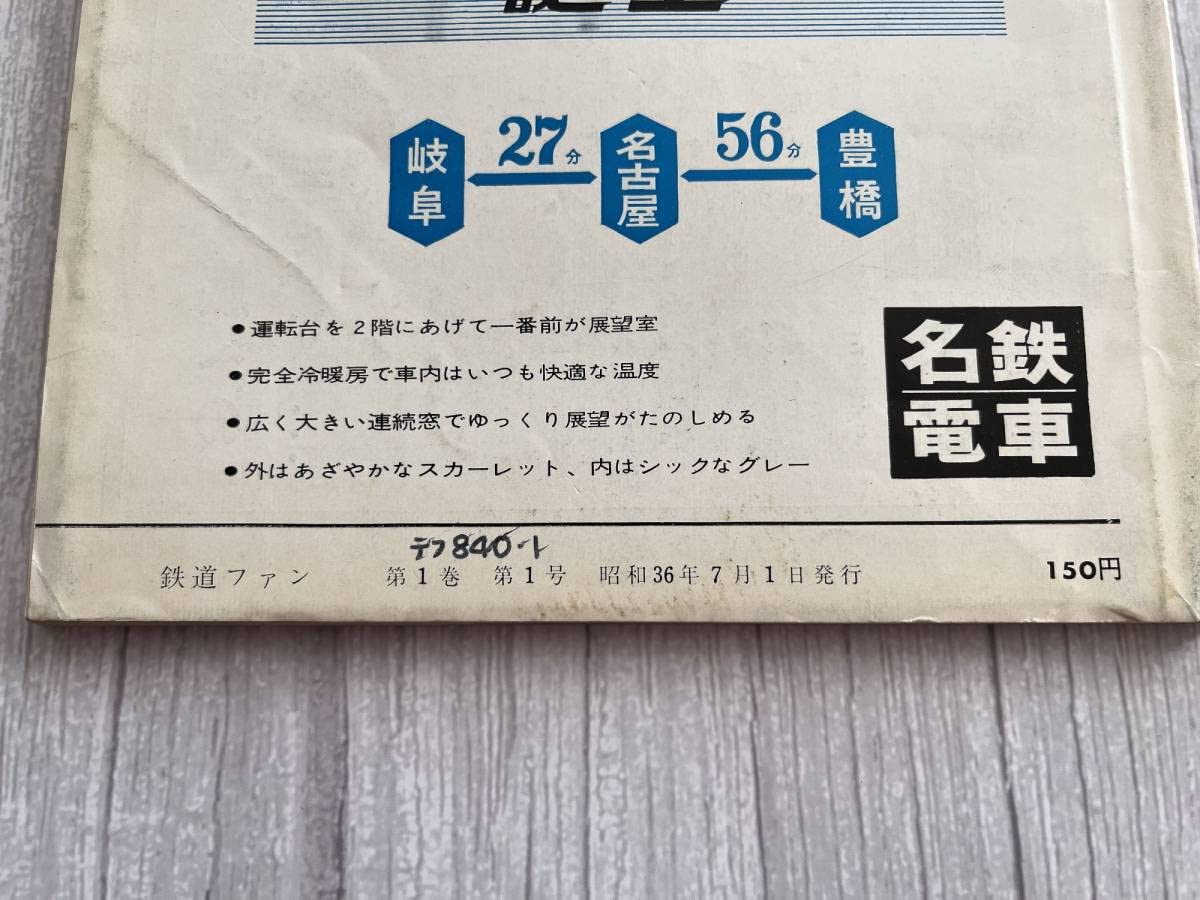 誕生
岐阜 27分 名古屋 56分 豊橋
●運転台を2階にあげて一番前が展望室
●完全冷暖房で車内はいつも快適な温度
●広く大きい連続窓でゆっくり展望がたのしめる
●外はあざやかなスカーレット、内はシックなグレー
名鉄
電車
鉄道ファン 第1巻 第1号 昭和36年7月1日発行 150円